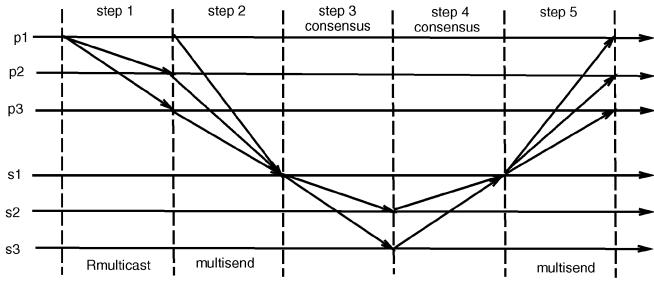 step 1
step 2
step 3
consensus
step 4
consensus
step 5
p1
p2
p3
s1
s2
s3
Rmulticast
multisend
multisend